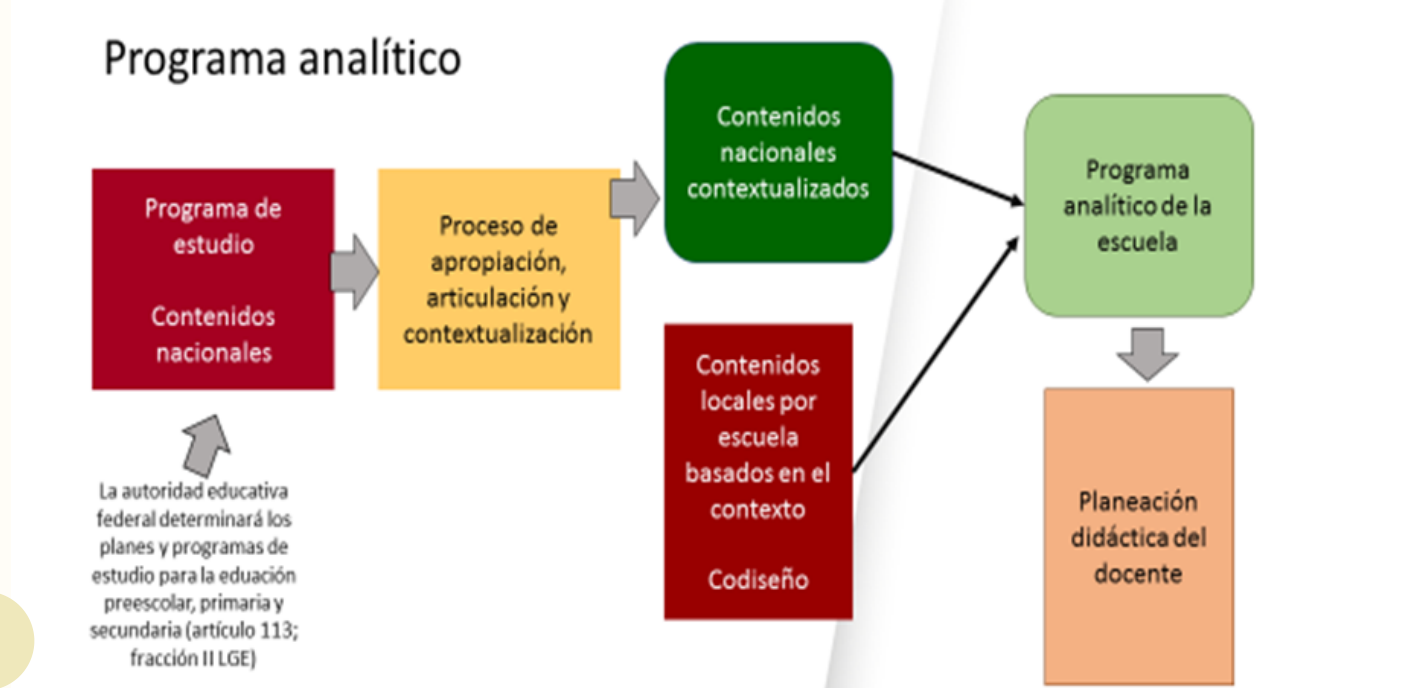 Programa analítico
Programa de
estudio
Contenidos
nacionales
La autoridad educativa
federal determinará los
planes y programas de
estudio para la eduación
preescolar, primaria y
secundaria (artículo 113;
fracción II LGE)
Proceso de
apropiación,
articulación y
contextualización
Contenidos
nacionales
contextualizados
Contenidos
locales por
escuela
basados en el
contexto
Codiseño
Programa
analítico de la
escuela
Planeación
didáctica del
docente